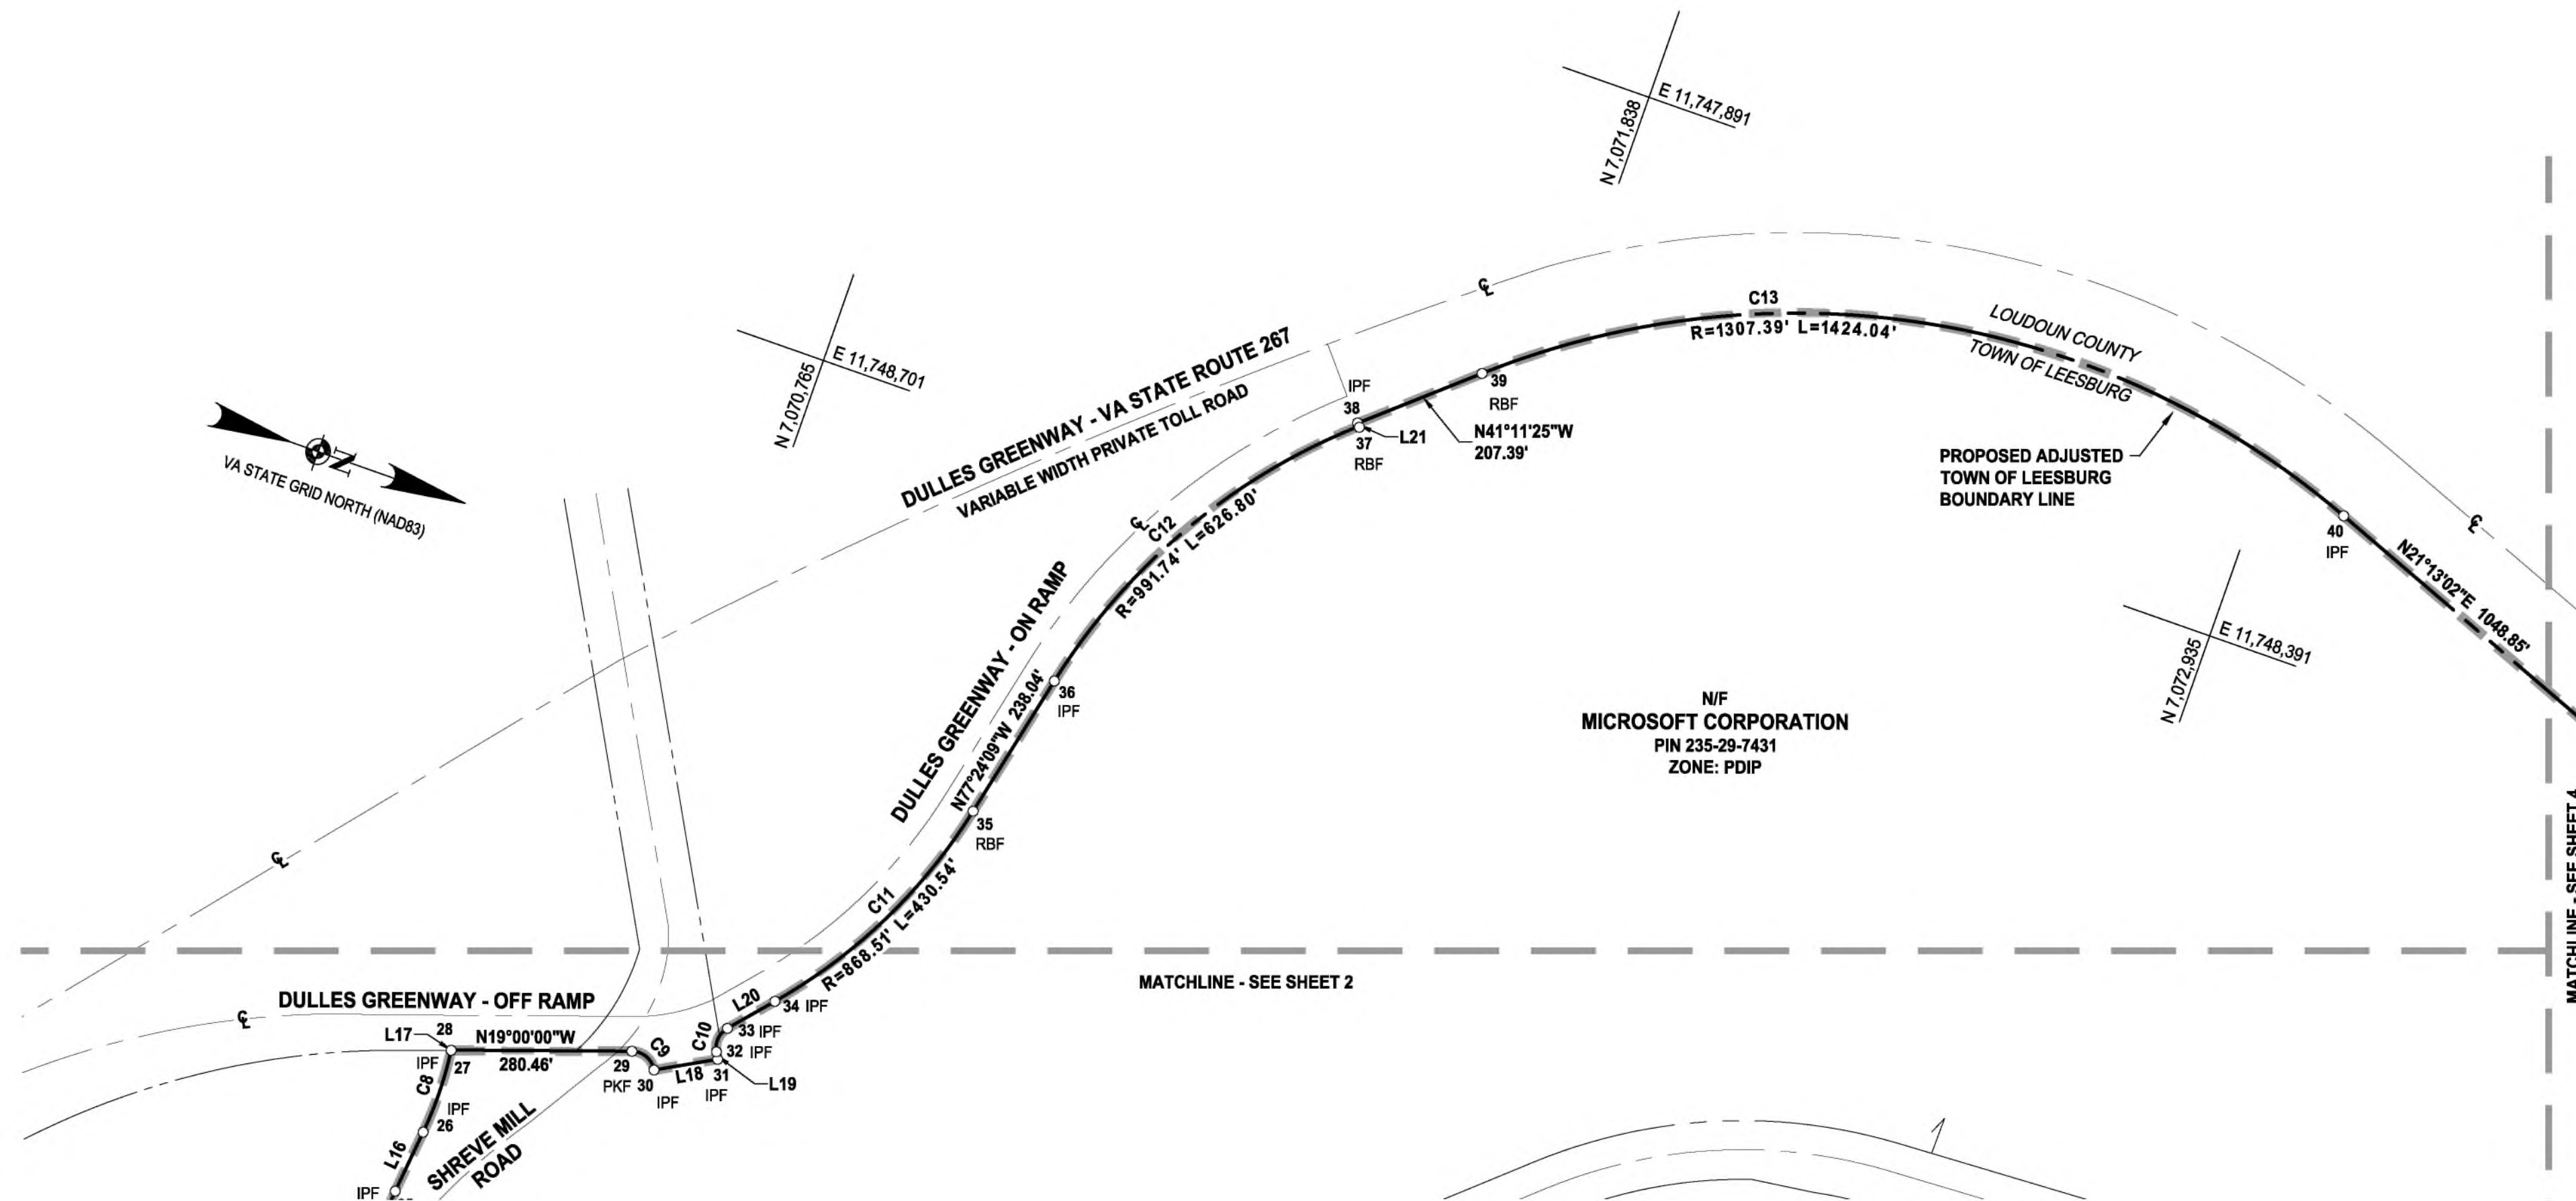 E 11,747,891
N 7,071,838
E 11,748,701
N 7,070,765
N
VA STATE GRID NORTH (NAD83)
DULLES GREENWAY - VA STATE ROUTE 267
VARIABLE WIDTH PRIVATE TOLL ROAD
℄
C13
R=1307.39' L=1424.04'
LOUDOUN COUNTY
TOWN OF LEESBURG
IPF
38
39
RBF
37
RBF
L21
N41°11'25"W
207.39'
PROPOSED ADJUSTED
TOWN OF LEESBURG
BOUNDARY LINE
40
IPF
℄
N21°13'02"E 1048.85'
E 11,748,391
N 7,072,935
℄
C12
R=991.74' L=626.80'
DULLES GREENWAY - ON RAMP
36
IPF
N77°24'09"W 238.04'
35
RBF
N/F
MICROSOFT CORPORATION
PIN 235-29-7431
ZONE: PDIP
℄
C11
R=868.51' L=430.54'
MATCHLINE - SEE SHEET 4
MATCHLINE - SEE SHEET 2
DULLES GREENWAY - OFF RAMP
℄
L20
34 IPF
33 IPF
C10
32 IPF
31
IPF
L19
L18
C9
L17
28
N19°00'00"W
280.46'
IPF
27
29
PKF
30
IPF
C8
IPF
26
L16
SHREVE MILL
ROAD
IPF